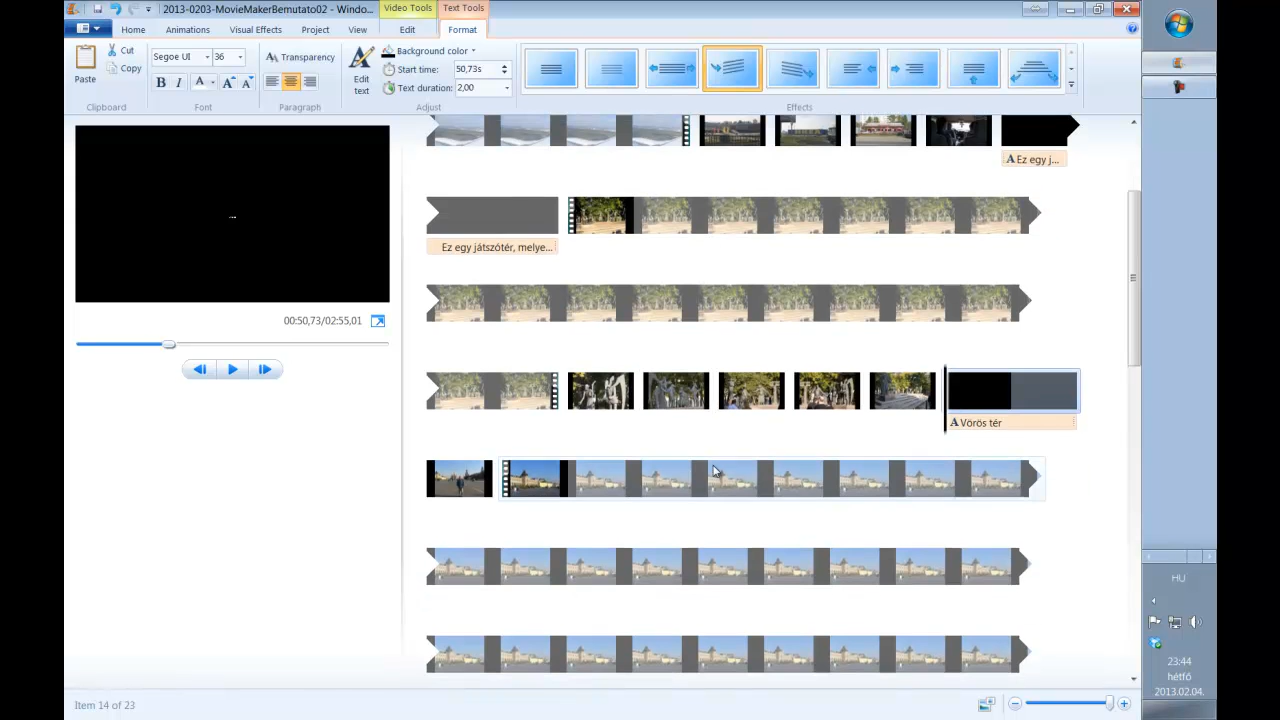 2013-0203-MovieMakerBemutato02 - Windo...
Video Tools
Text Tools
Home
Animations
Visual Effects
Project
View
Edit
Format
Paste
Cut
Copy
Clipboard
Segoe UI
36
B
I
A
A
A
Font
Transparency
Paragraph
Edit
text
Background color
Start time:
50,73s
Text duration:
2,00
Adjust
Effects
A Ez egy j...
Ez egy játszótér, melye...
00:50,73/02:55,01
A Vörös tér
Item 14 of 23
HU
23:44
hétfő
2013.02.04.